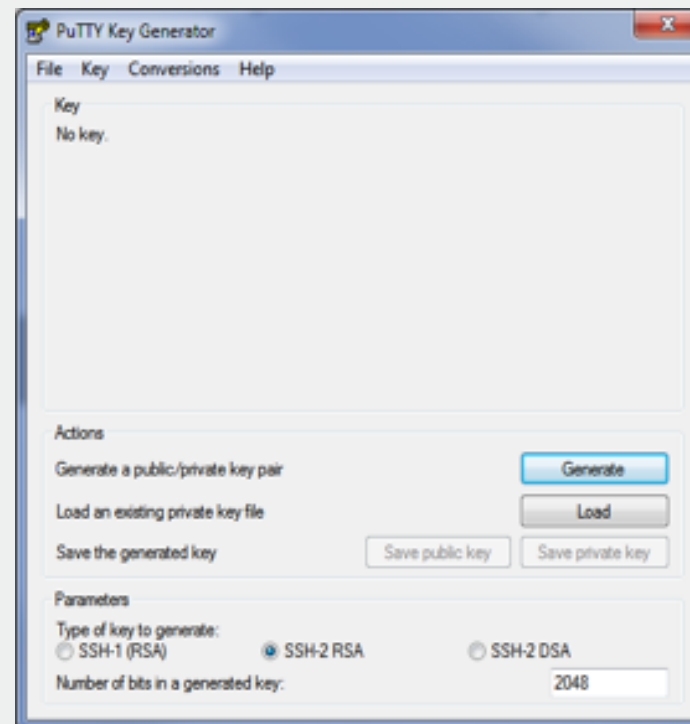 PuTTY Key Generator
File Key Conversions Help
Key
No key.
Actions
Generate a public/private key pair Generate
Load an existing private key file Load
Save the generated key Save public key Save private key
Parameters
Type of key to generate:
SSH-1 (RSA) SSH-2 RSA SSH-2 DSA
Number of bits in a generated key: 2048